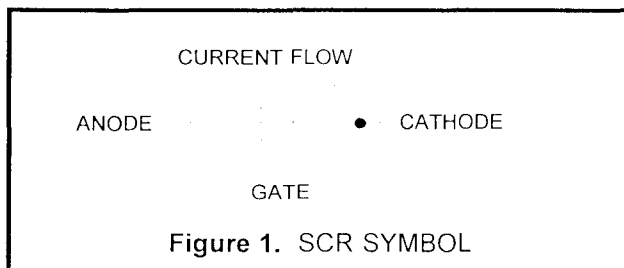 CURRENT FLOW
ANODE
CATHODE
GATE
Figure 1. SCR SYMBOL